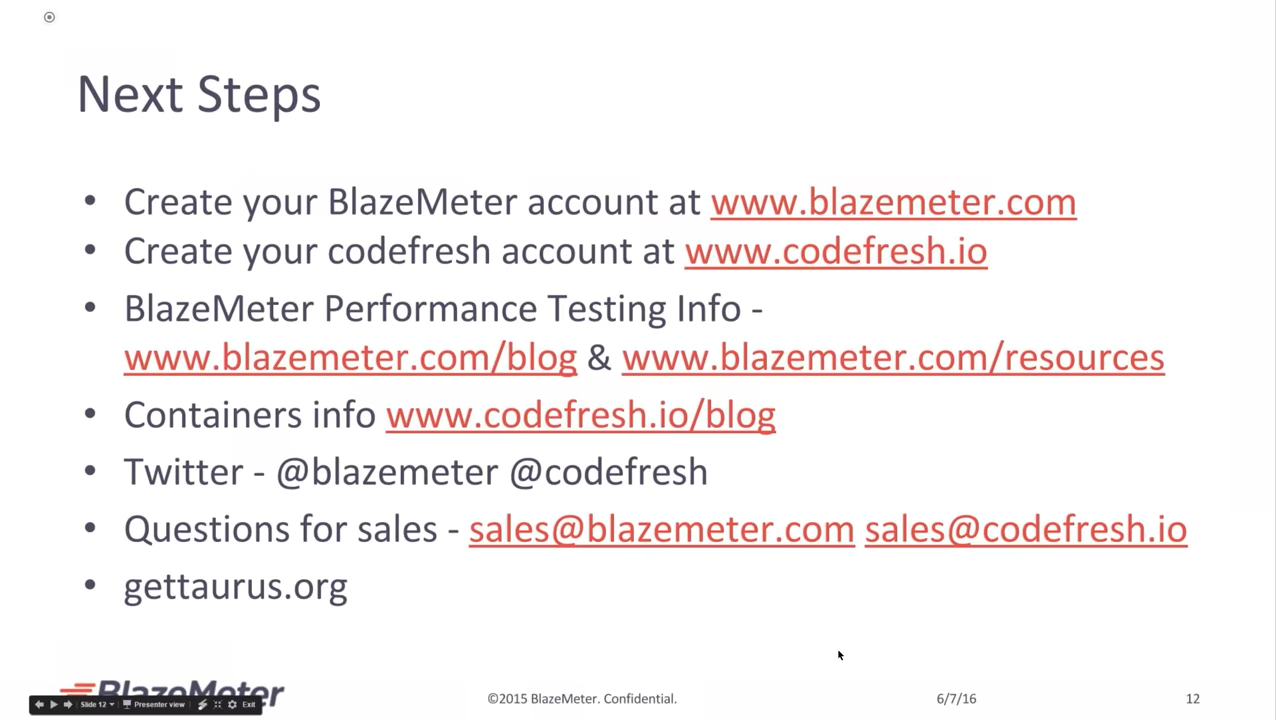 Next Steps
• Create your BlazeMeter account at www.blazemeter.com
• Create your codefresh account at www.codefresh.io
• BlazeMeter Performance Testing Info -
www.blazemeter.com/blog & www.blazemeter.com/resources
• Containers info www.codefresh.io/blog
• Twitter - @blazemeter @codefresh
• Questions for sales - sales@blazemeter.com sales@codefresh.io
• gettaurus.org
BlazeMeter
Slide 12 Presenter view Exit
©2015 BlazeMeter. Confidential.
6/7/16
12